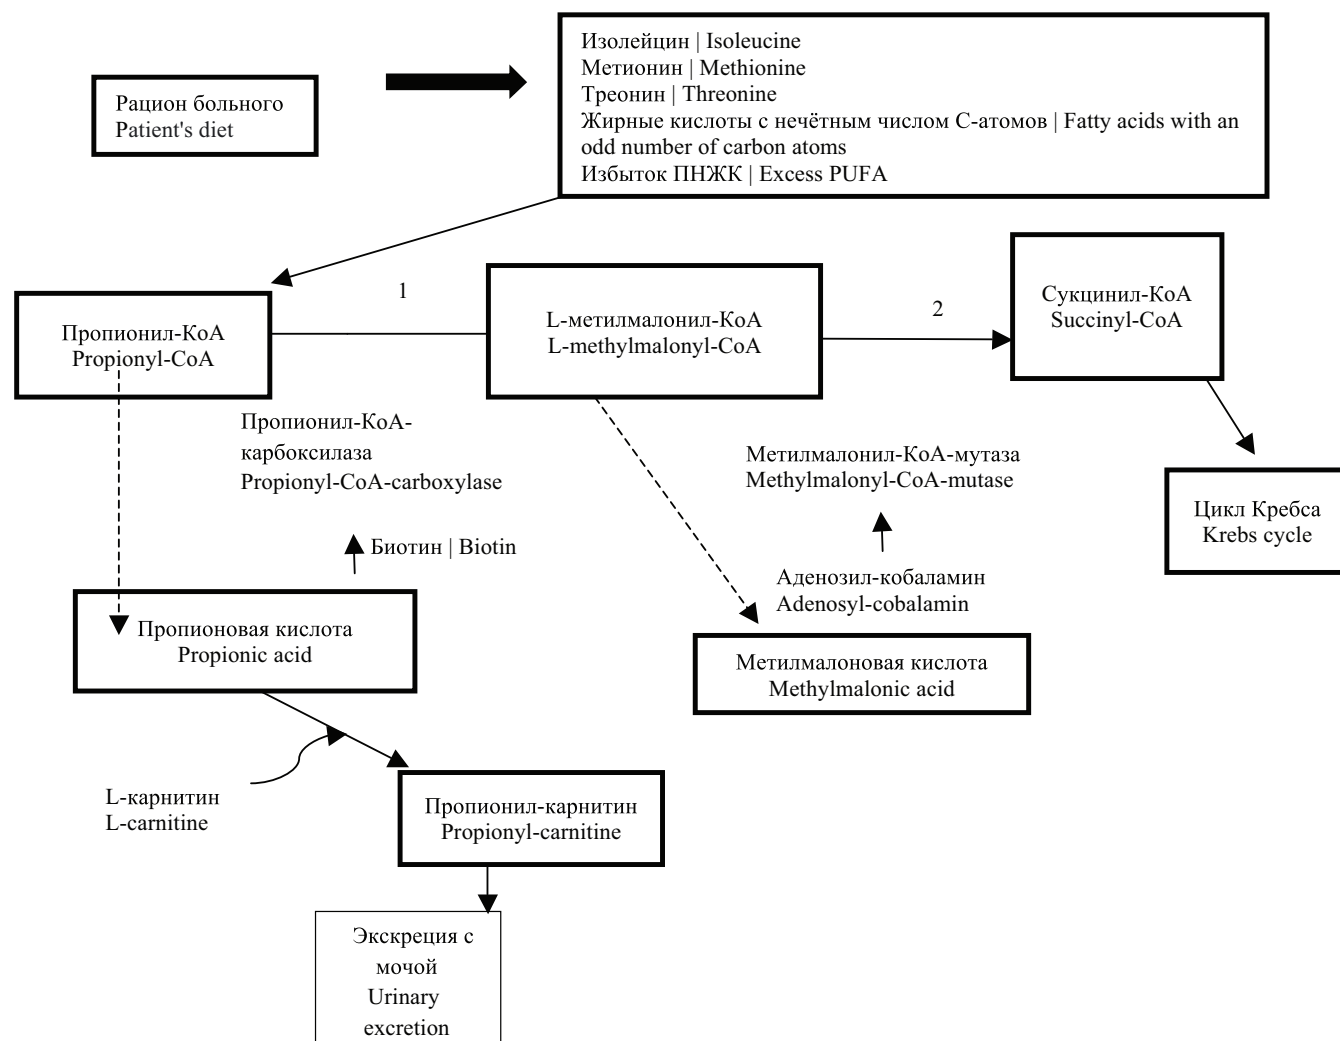 Рацион больного
Patient's diet
Изолейцин | Isoleucine
Метионин | Methionine
Треонин | Threonine
Жирные кислоты с нечётным числом С-атомов | Fatty acids with an
odd number of carbon atoms
Избыток ПНЖК | Excess PUFA
1
2
Пропионил-КоА
Propionyl-CoA
L-метилмалонил-КоА
L-methylmalonyl-CoA
Сукцинил-КоА
Succinyl-CoA
Пропионил-КоА-
карбоксилаза
Propionyl-CoA-carboxylase
Метилмалонил-КоА-мутаза
Methylmalonyl-CoA-mutase
Цикл Кребса
Krebs cycle
Биотин | Biotin
Аденозил-кобаламин
Adenosyl-cobalamin
Пропионовая кислота
Propionic acid
Метилмалоновая кислота
Methylmalonic acid
L-карнитин
L-carnitine
Пропионил-карнитин
Propionyl-carnitine
Экскреция с
мочой
Urinary
excretion